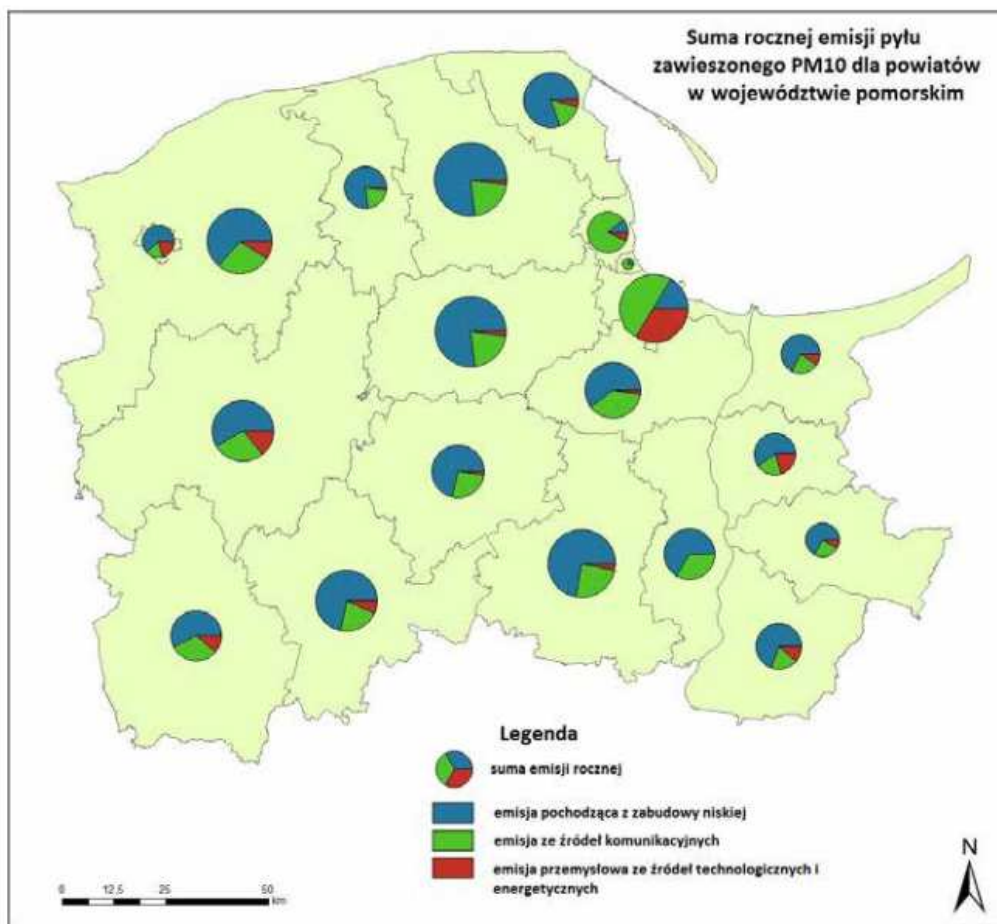 Suma rocznej emisji pyłu
zawieszonego PM10 dla powiatów
w województwie pomorskim
Legenda
suma emisji rocznej
emisja pochodząca z zabudowy niskiej
emisja ze źródeł komunikacyjnych
emisja przemysłowa ze źródeł technologicznych i
energetycznych
0 12,5 25 50
km
N